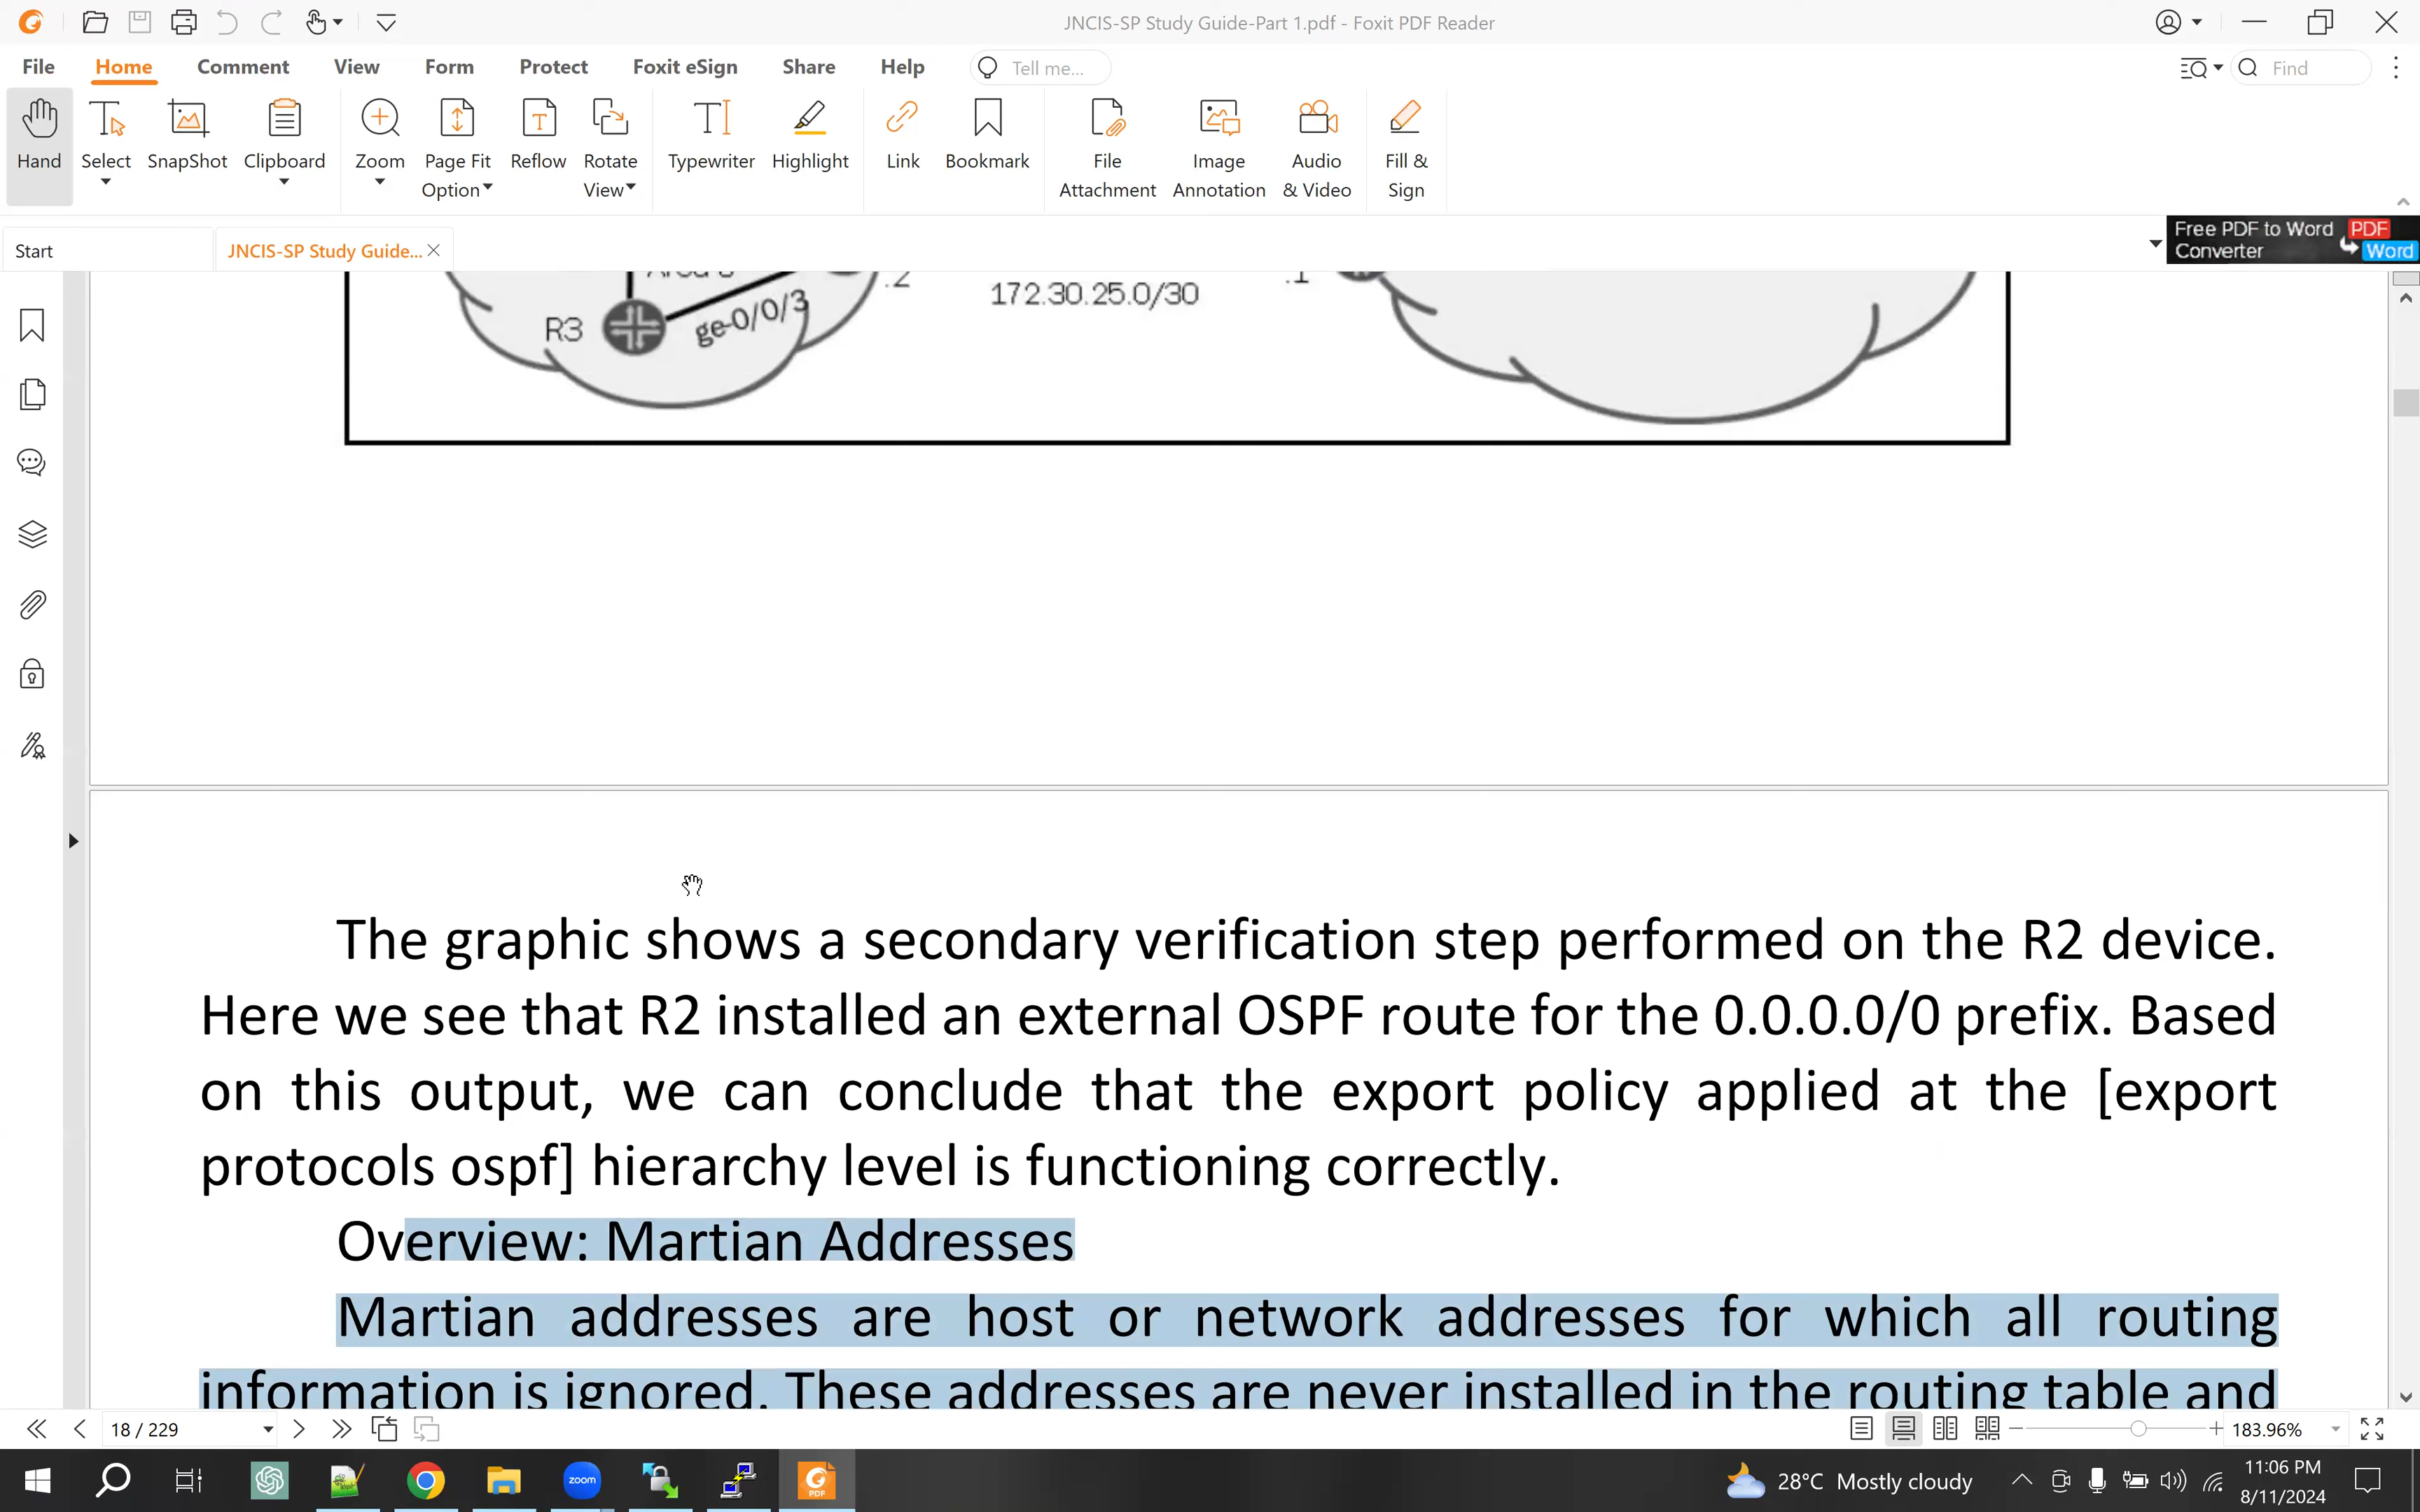 JNCIS-SP Study Guide-Part 1.pdf - Foxit PDF Reader
File Home Comment View Form Protect Foxit eSign Share Help Tell me... Find
Hand Select SnapShot Clipboard Zoom Page Fit Option Reflow Rotate View Typewriter Highlight Link Bookmark File Attachment Image Annotation Audio & Video Fill & Sign
Start JNCIS-SP Study Guide...
Free PDF to Word PDF
Converter Word
.2 172.30.25.0/30 .1
R3 ge-0/0/3
The graphic shows a secondary verification step performed on the R2 device.
Here we see that R2 installed an external OSPF route for the 0.0.0.0/0 prefix. Based
on this output, we can conclude that the export policy applied at the [export
protocols ospf] hierarchy level is functioning correctly.
Overview: Martian Addresses
Martian addresses are host or network addresses for which all routing
information is ignored. These addresses are never installed in the routing table and
18 / 229 183.96%
zoom PDF 28°C Mostly cloudy 11:06 PM
8/11/2024